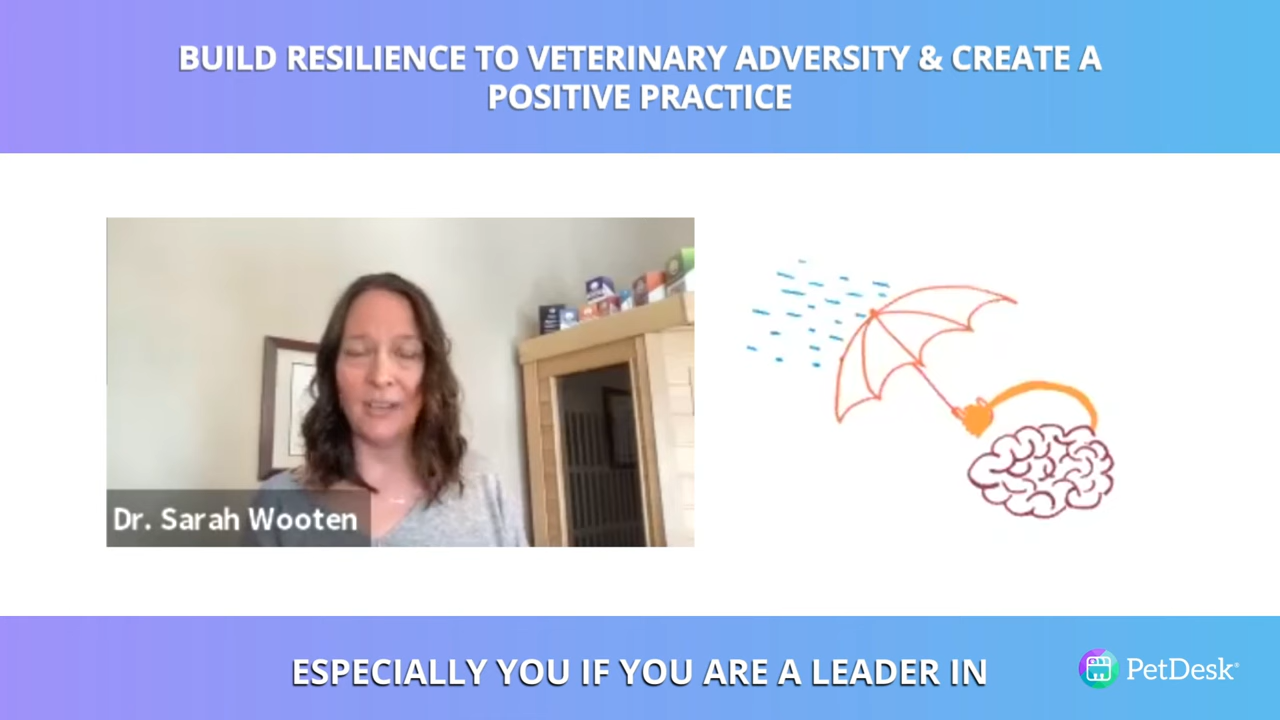 BUILD RESILIENCE TO VETERINARY ADVERSITY & CREATE A
POSITIVE PRACTICE
Dr. Sarah Wooten
ESPECIALLY YOU IF YOU ARE A LEADER IN
PetDesk®